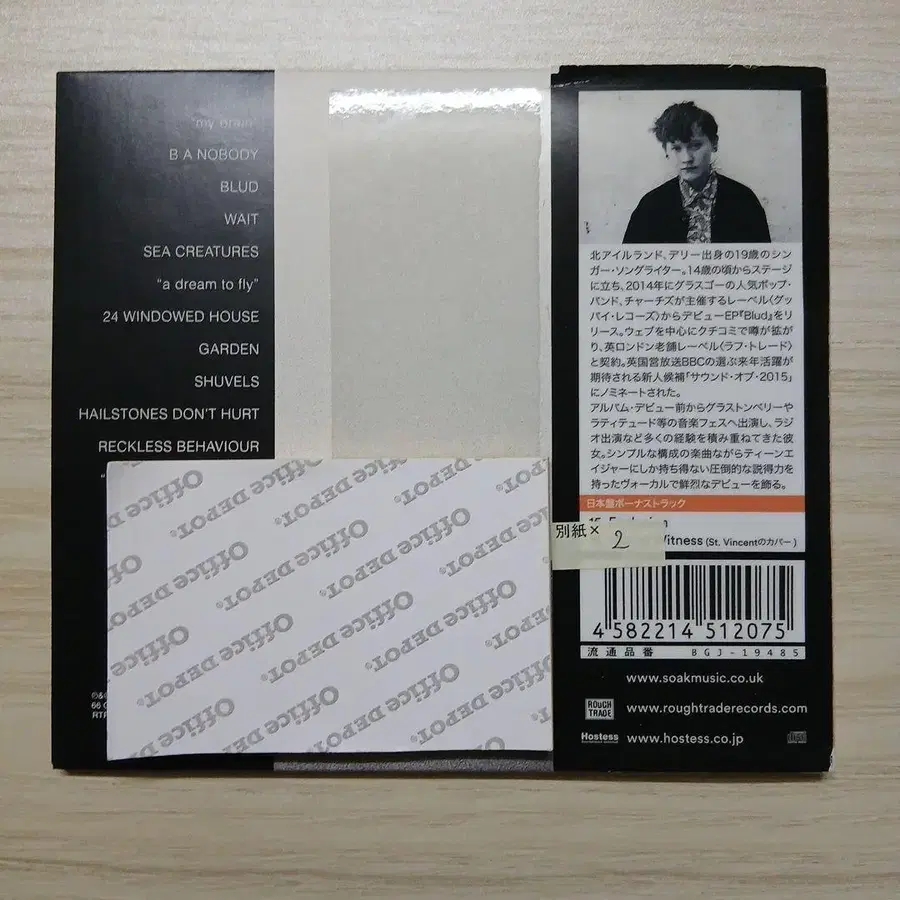 "my brain"
B A NOBODY
BLUD
WAIT
SEA CREATURES
"a dream to fly"
24 WINDOWED HOUSE
GARDEN
SHUVELS
HAILSTONES DON'T HURT
RECKLESS BEHAVIOUR
北アイルランド、デリー出身の19歳のシン
ガー・ソングライター。14歳の頃からステージ
に立ち、2014年にグラスゴーの人気ポップ・
バンド、チャーチズが主催するレーベル〈グッ
バイ・レコーズ〉からデビューEP『Blud』をリ
リース。ウェブを中心にクチコミで噂が拡が
り、英ロンドン老舗レーベル〈ラフ・トレード〉
と契約。英国営放送BBCの選ぶ来年活躍が
期待される新人候補「サウンド・オブ・2015」
にノミネートされた。
アルバム・デビュー前からグラストンベリーや
ラティテュード等の音楽フェスへ出演し、ラジ
オ出演など多くの経験を積み重ねてきた彼
女。シンプルな構成の楽曲ながらティーンエ
イジャーにしか持ち得ない圧倒的な説得力を
持ったヴォーカルで鮮烈なデビューを飾る。
日本盤ボーナストラック
別紙× 2
Witness (St. Vincentのカバー)
4 582214 512075
流通品番 BGJ-19485
www.soakmusic.co.uk
ROUGH TRADE www.roughtraderecords.com
Hostess www.hostess.co.jp
66
RTR
Office DEPOT
Office DEPOT
Office DEPOT
Office DEPOT
Office DEPOT
Office DEPOT
Office DEPOT